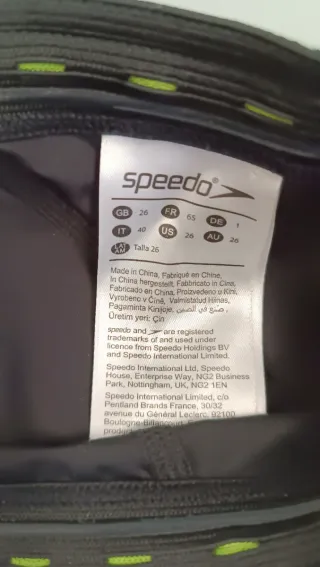 speedo®
GB 26 FR 65 DE 1
IT 40 US 26 AU 26
Talla 26
Made in China, Fabriqué en Chine,
In China hergestellt, Fabbricato in Cina,
Fabricado en China, Proizvedeno u Kini,
Vyrobeno v Číně, Valmistatud Hiinas,
Pagaminta Kinijoje, صنع في الصين,
Üretim yeri: Çin
speedo and are registered
trademarks of and used under
licence from Speedo Holdings BV
and Speedo International Limited.
Speedo International Ltd, Speedo
House, Enterprise Way, NG2 Business
Park, Nottingham, UK, NG2 1EN
Speedo International Limited, c/o
Pentland Brands France, 30/32
avenue du Général Leclerc, 92100
Boulogne-Billancourt